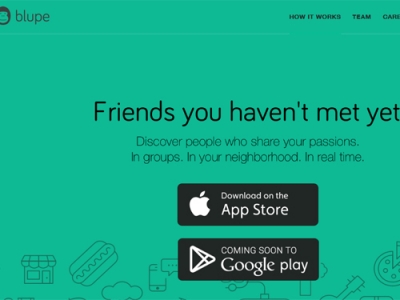 blupe
HOW IT WORKS TEAM
Friends you haven't met yet
Discover people who share your passions.
In groups. In your neighborhood. In real time.
Download on the
App Store
COMING SOON TO
Google play